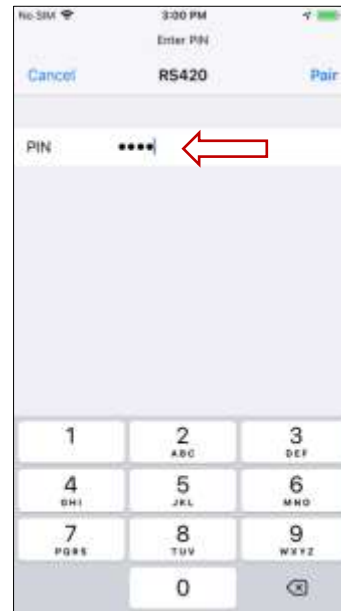 No SIM 3:00 PM
Enter PIN
Cancel RS420 Pair
PIN ••••
1 2 3
ABC DEF
4 5 6
GHI JKL MNO
7 8 9
PQRS TUV WXYZ
0